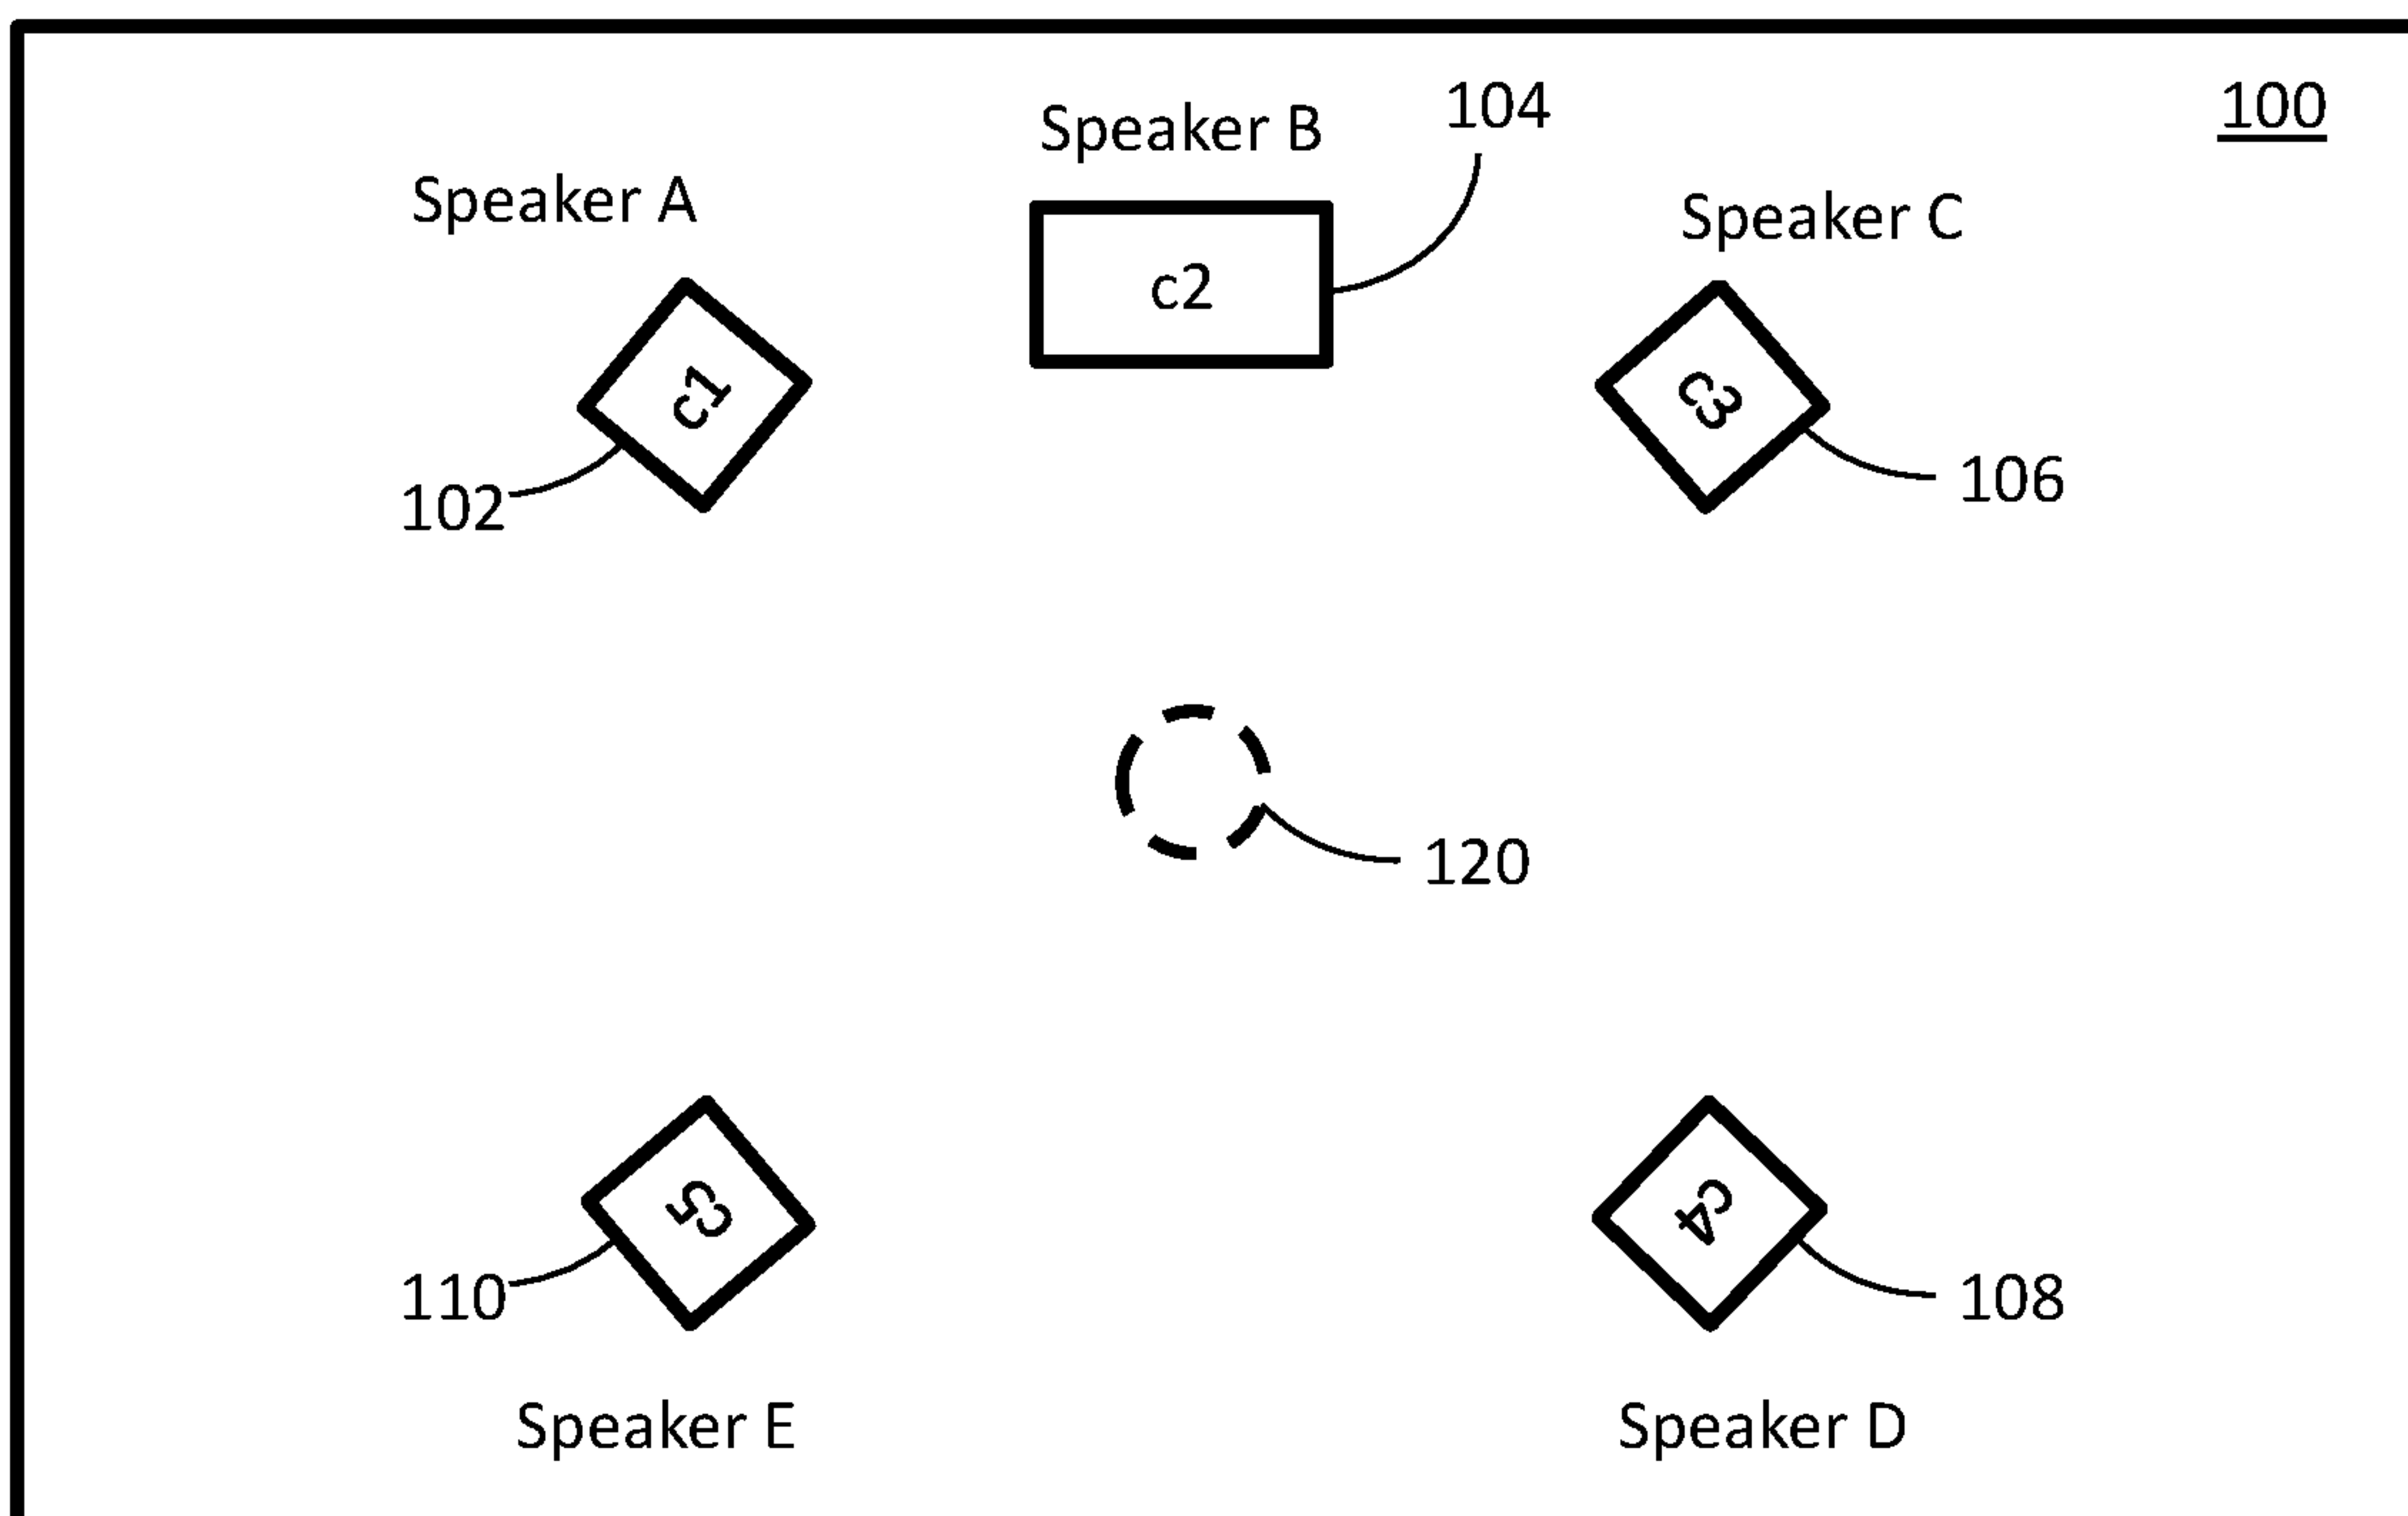 100
104
Speaker B
Speaker A
Speaker C
c2
c1
c3
102
106
120
c5
c4
110
108
Speaker E
Speaker D